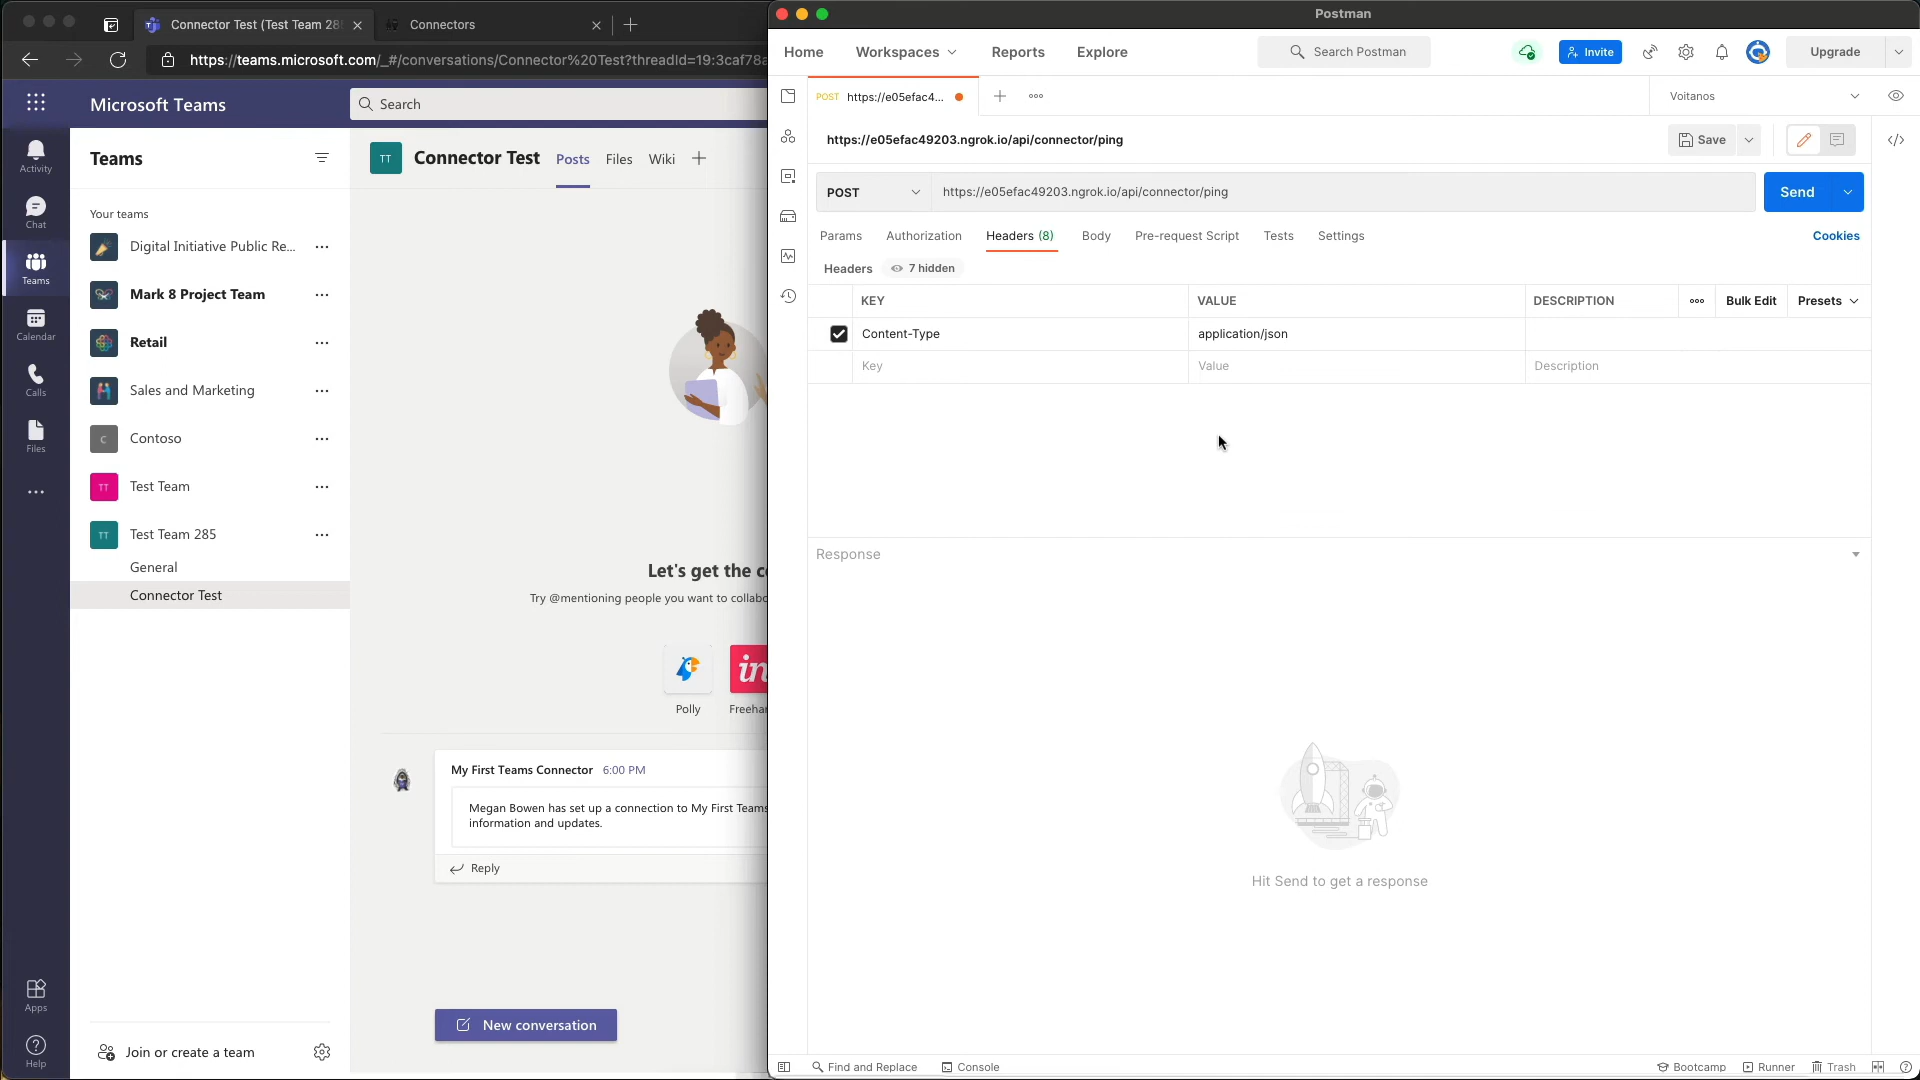 Connector Test (Test Team 28
Connectors
https://teams.microsoft.com/_#/conversations/Connector%20Test?threadId=19:3caf78a
Microsoft Teams
Search
Activity
Chat
Teams
Calendar
Calls
Files
Apps
Help
Teams
Your teams
Digital Initiative Public Re...
Mark 8 Project Team
Retail
Sales and Marketing
C
Contoso
TT
Test Team
TT
Test Team 285
General
Connector Test
Join or create a team
TT
Connector Test
Posts
Files
Wiki
Let's get the c
Try @mentioning people you want to collab
in
Polly
Freeha
My First Teams Connector 6:00 PM
Megan Bowen has set up a connection to My First Teams
information and updates.
Reply
New conversation
Postman
Home
Workspaces
Reports
Explore
Search Postman
Invite
Upgrade
POST https://e05efac4...
Voitanos
https://e05efac49203.ngrok.io/api/connector/ping
Save
POST
https://e05efac49203.ngrok.io/api/connector/ping
Send
Params
Authorization
Headers (8)
Body
Pre-request Script
Tests
Settings
Cookies
Headers
7 hidden
KEY
VALUE
DESCRIPTION
Bulk Edit
Presets
Content-Type
application/json
Key
Value
Description
Response
Hit Send to get a response
Find and Replace
Console
Bootcamp
Runner
Trash